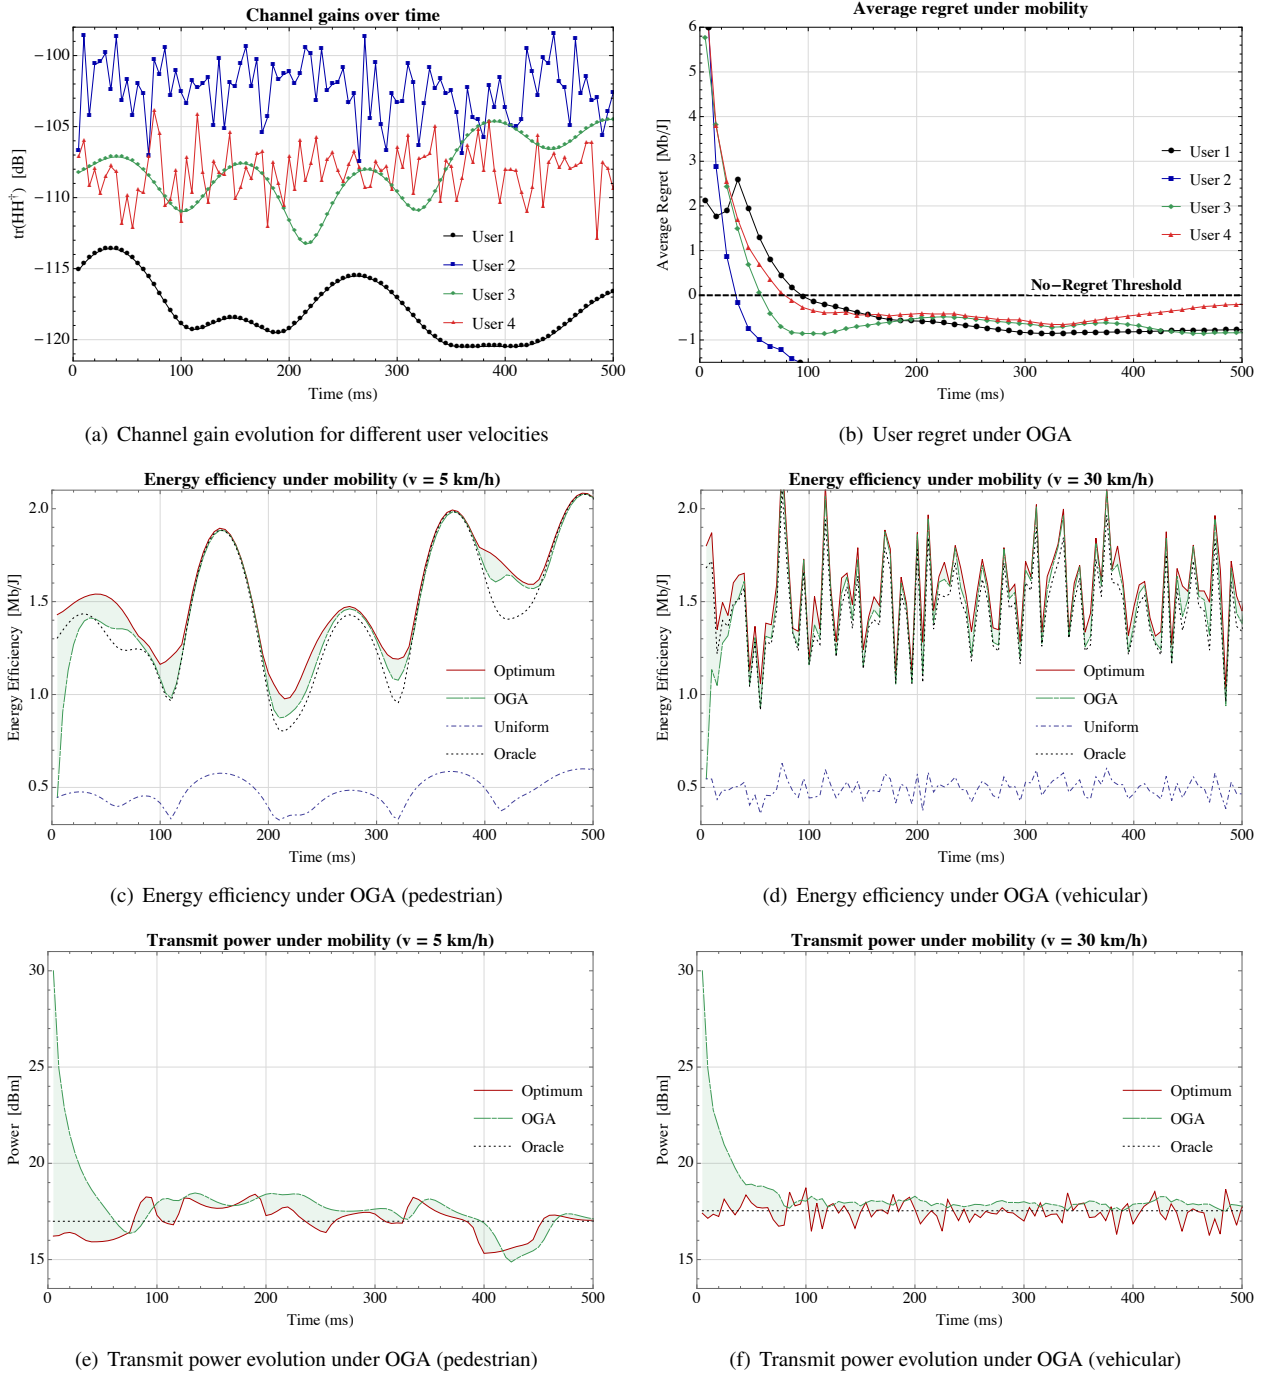 Channel gains over time
tr(HH†) [dB]
-100
-105
-110
-115
-120
User 1
User 2
User 3
User 4
0 100 200 300 400 500
Time (ms)
(a) Channel gain evolution for different user velocities
Average regret under mobility
Average Regret [Mb/J]
6
5
4
3
2
1
0
-1
User 1
User 2
User 3
User 4
No-Regret Threshold
0 100 200 300 400 500
Time (ms)
(b) User regret under OGA
Energy efficiency under mobility (v = 5 km/h)
Energy Efficiency [Mb/J]
2.0
1.5
1.0
0.5
Optimum
OGA
Uniform
Oracle
0 100 200 300 400 500
Time (ms)
(c) Energy efficiency under OGA (pedestrian)
Energy efficiency under mobility (v = 30 km/h)
Energy Efficiency [Mb/J]
2.0
1.5
1.0
0.5
Optimum
OGA
Uniform
Oracle
0 100 200 300 400 500
Time (ms)
(d) Energy efficiency under OGA (vehicular)
Transmit power under mobility (v = 5 km/h)
Power [dBm]
30
25
20
15
Optimum
OGA
Oracle
0 100 200 300 400 500
Time (ms)
(e) Transmit power evolution under OGA (pedestrian)
Transmit power under mobility (v = 30 km/h)
Power [dBm]
30
25
20
15
Optimum
OGA
Oracle
0 100 200 300 400 500
Time (ms)
(f) Transmit power evolution under OGA (vehicular)